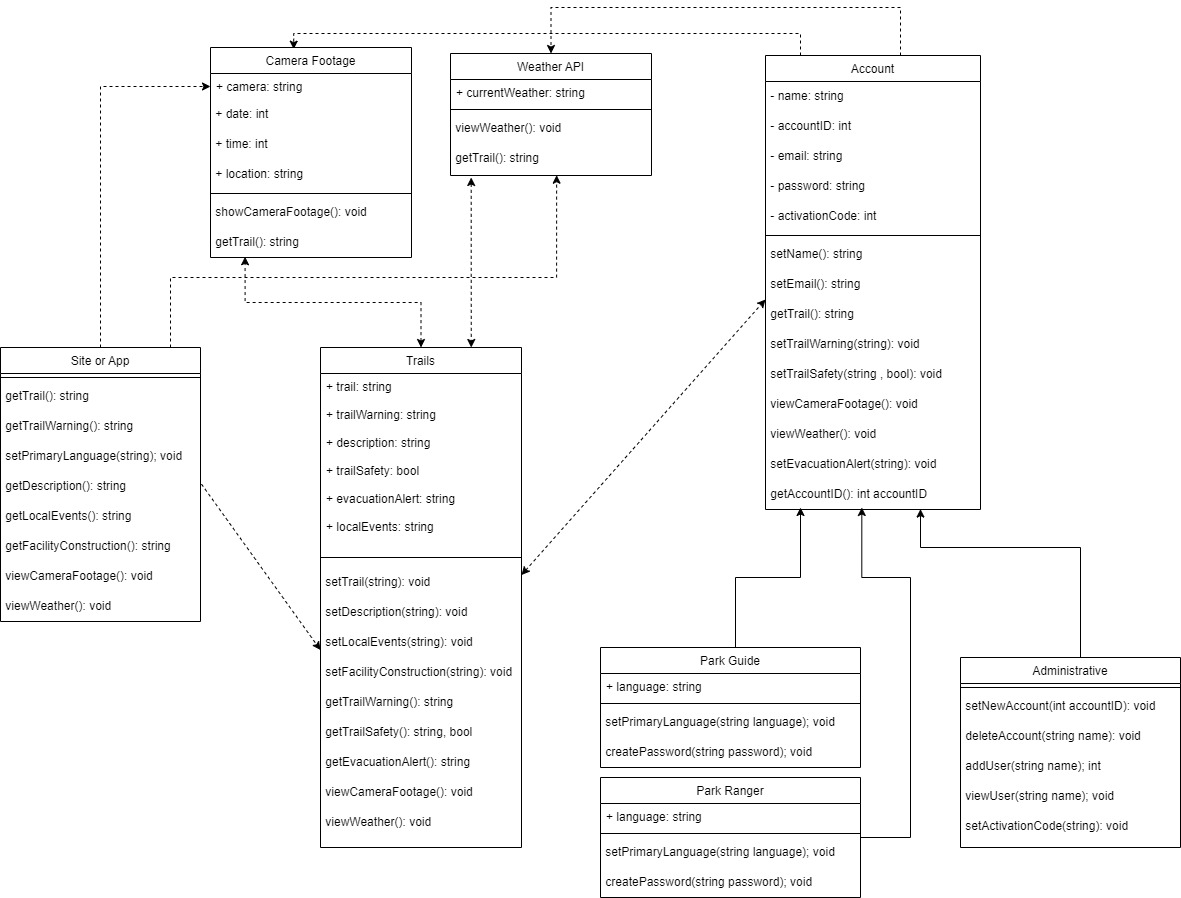 Camera Footage
+ camera: string
+ date: int
+ time: int
+ location: string
showCameraFootage(): void
getTrail(): string
Weather API
+ currentWeather: string
viewWeather(): void
getTrail(): string
Account
- name: string
- accountID: int
- email: string
- password: string
- activationCode: int
setName(): string
setEmail(): string
getTrail(): string
setTrailWarning(string): void
setTrailSafety(string , bool): void
viewCameraFootage(): void
viewWeather(): void
setEvacuationAlert(string): void
getAccountID(): int accountID
Site or App
getTrail(): string
getTrailWarning(): string
setPrimaryLanguage(string); void
getDescription(): string
getLocalEvents(): string
getFacilityConstruction(): string
viewCameraFootage(): void
viewWeather(): void
Trails
+ trail: string
+ trailWarning: string
+ description: string
+ trailSafety: bool
+ evacuationAlert: string
+ localEvents: string
setTrail(string): void
setDescription(string): void
setLocalEvents(string): void
setFacilityConstruction(string): void
getTrailWarning(): string
getTrailSafety(): string, bool
getEvacuationAlert(): string
viewCameraFootage(): void
viewWeather(): void
Park Guide
+ language: string
setPrimaryLanguage(string language); void
createPassword(string password); void
Park Ranger
+ language: string
setPrimaryLanguage(string language); void
createPassword(string password); void
Administrative
setNewAccount(int accountID): void
deleteAccount(string name): void
addUser(string name); int
viewUser(string name); void
setActivationCode(string): void